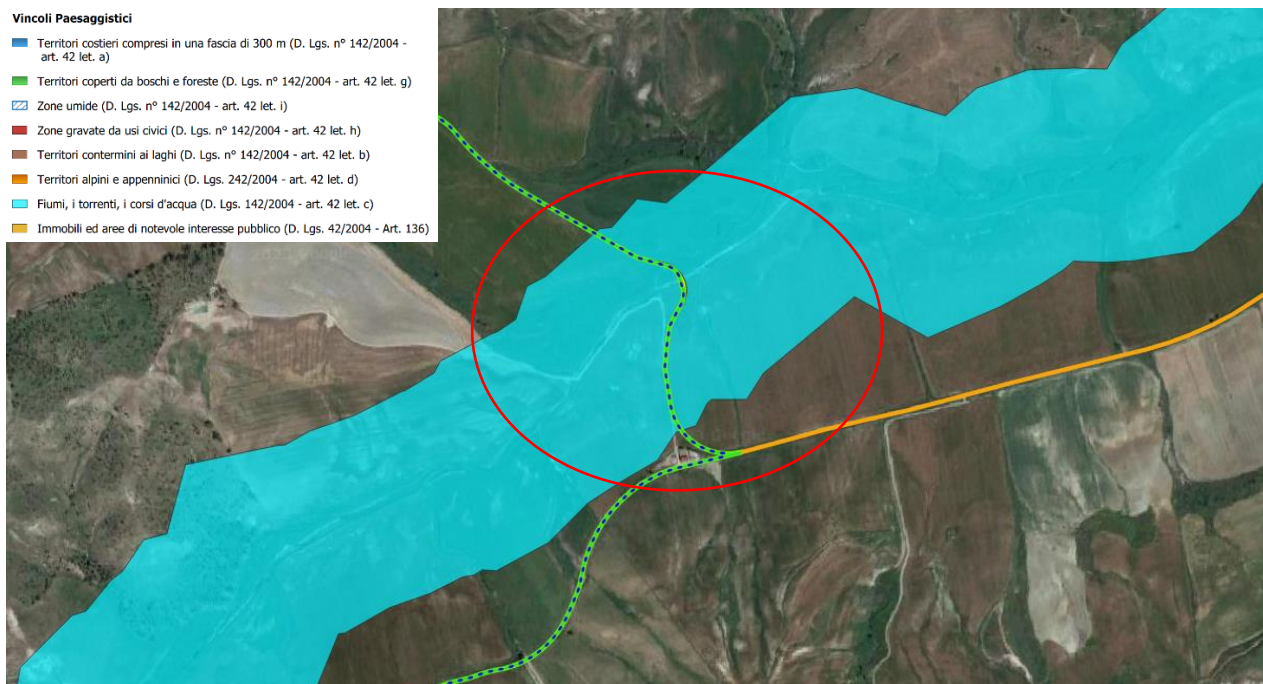 Vincoli Paesaggistici
Territori costieri compresi in una fascia di 300 m (D. Lgs. n° 142/2004 -
art. 42 let. a)
Territori coperti da boschi e foreste (D. Lgs. n° 142/2004 - art. 42 let. g)
Zone umide (D. Lgs. n° 142/2004 - art. 42 let. i)
Zone gravate da usi civici (D. Lgs. n° 142/2004 - art. 42 let. h)
Territori contermini ai laghi (D. Lgs. n° 142/2004 - art. 42 let. b)
Territori alpini e appenninici (D. Lgs. 242/2004 - art. 42 let. d)
Fiumi, i torrenti, i corsi d'acqua (D. Lgs. 142/2004 - art. 42 let. c)
Immobili ed aree di notevole interesse pubblico (D. Lgs. 42/2004 - Art. 136)